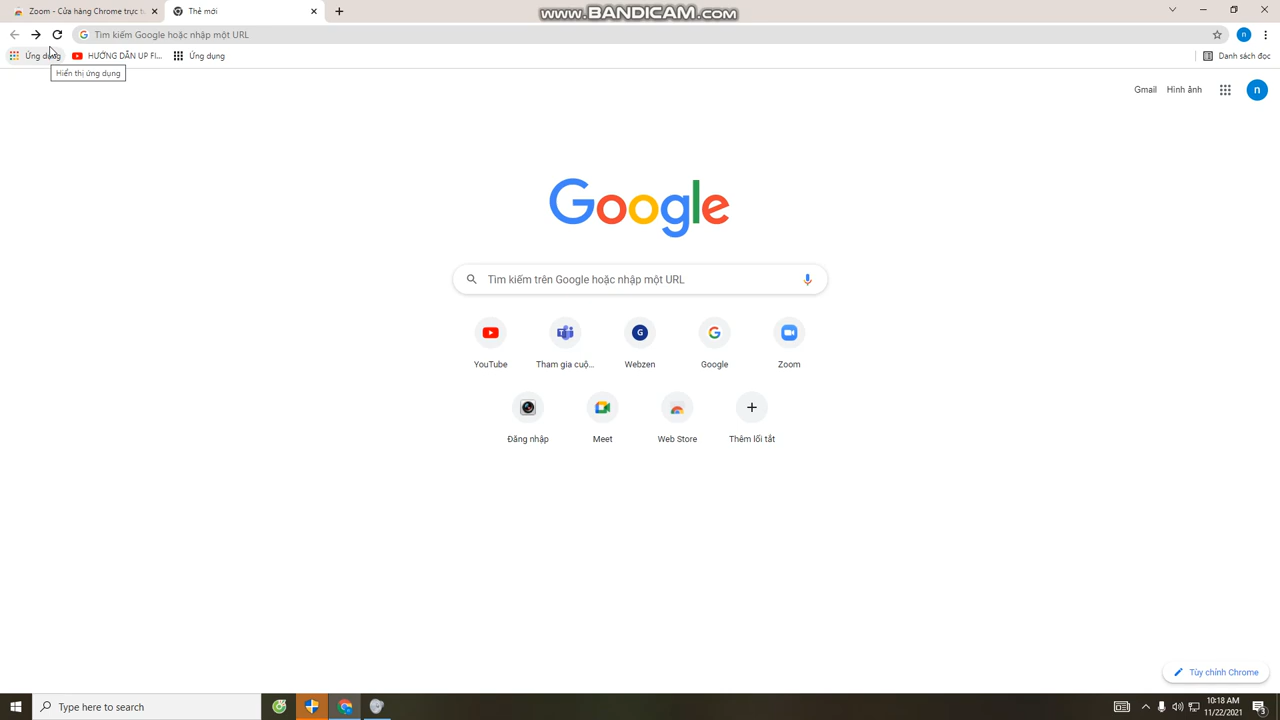 Zoom - Cửa hàng Chrome trực t
Thẻ mới
www.BANDICAM.com
Tìm kiếm Google hoặc nhập một URL
Ứng dụng
HƯỚNG DẪN UP FI...
Ứng dụng
Danh sách đọc
Hiển thị ứng dụng
Gmail
Hình ảnh
n
n
Google
Tìm kiếm trên Google hoặc nhập một URL
YouTube
Tham gia cuộ...
Webzen
Google
Zoom
Đăng nhập
Meet
Web Store
Thêm lối tắt
Tùy chỉnh Chrome
Type here to search
10:18 AM
11/22/2021
3